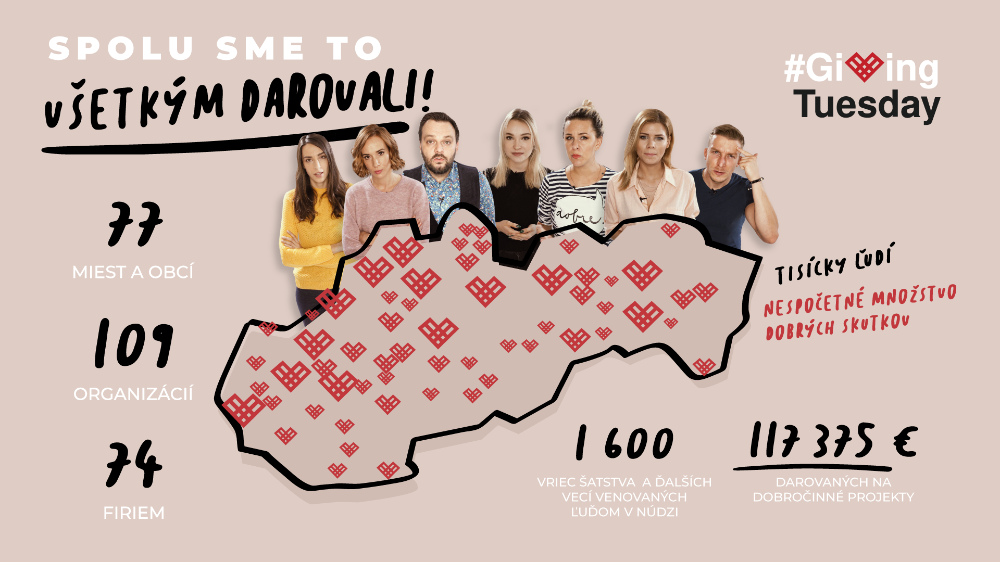 SPOLU SME TO
VŠETKÝM DAROVALI!
#Giving
Tuesday
dobre.
77
MIEST A OBCÍ
109
ORGANIZÁCIÍ
74
FIRIEM
TISÍCKY ĽUDÍ
NESPOČETNÉ MNOŽSTVO
DOBRÝCH SKUTKOV
1 600
VRIEC ŠATSTVA A ĎALŠÍCH
VECÍ VENOVANÝCH
ĽUĎOM V NÚDZI
117 375 €
DAROVANÝCH NA
DOBROČINNÉ PROJEKTY